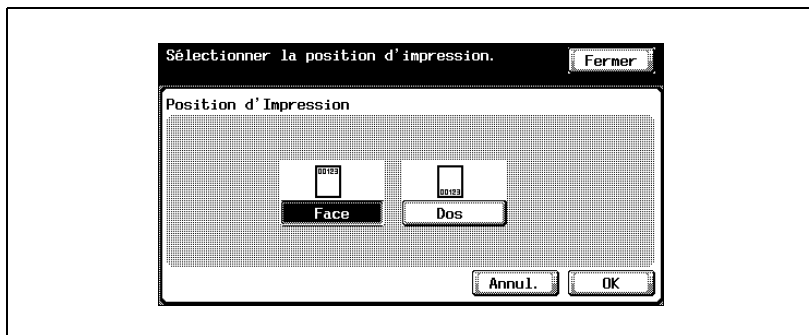 Sélectionner la position d'impression.
Fermer
Position d'Impression
00123
00123
Face
Dos
Annul.
OK